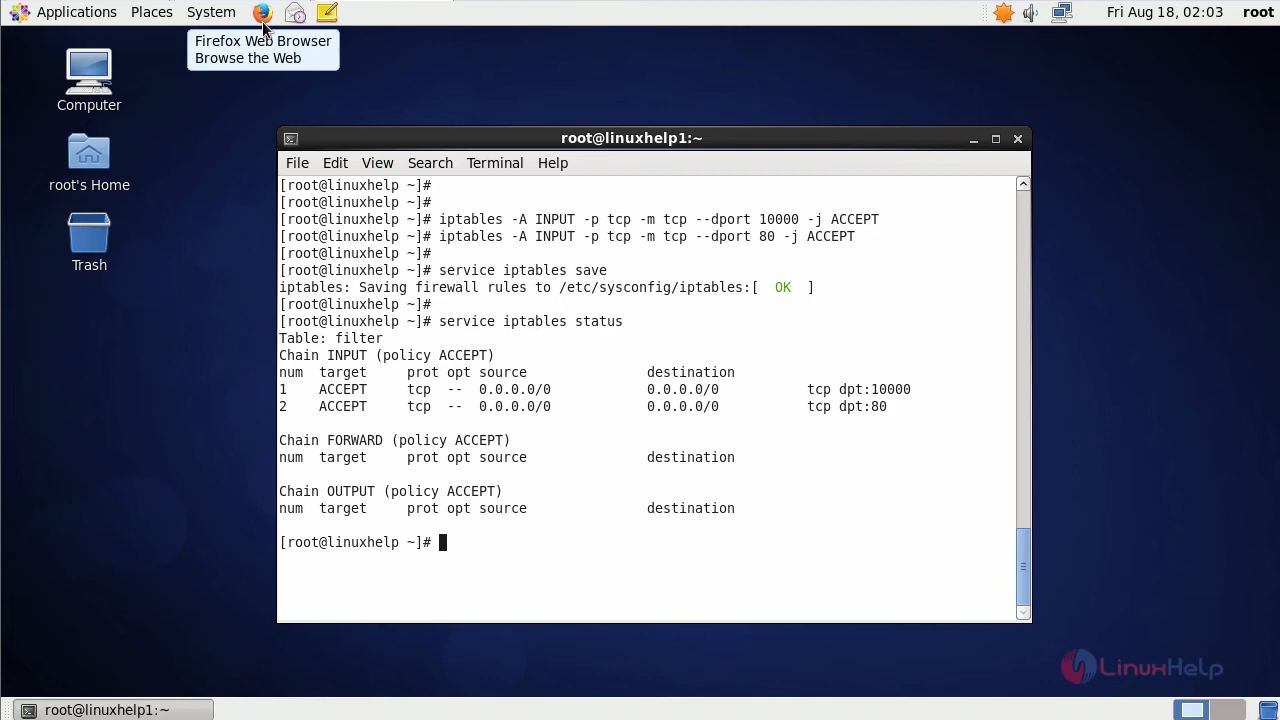 Applications Places System Fri Aug 18, 02:03 root
Firefox Web Browser
Browse the Web
Computer
root's Home
Trash
root@linuxhelp1:~
File Edit View Search Terminal Help
[root@linuxhelp ~]#
[root@linuxhelp ~]#
[root@linuxhelp ~]# iptables -A INPUT -p tcp -m tcp --dport 10000 -j ACCEPT
[root@linuxhelp ~]# iptables -A INPUT -p tcp -m tcp --dport 80 -j ACCEPT
[root@linuxhelp ~]#
[root@linuxhelp ~]# service iptables save
iptables: Saving firewall rules to /etc/sysconfig/iptables:[  OK  ]
[root@linuxhelp ~]#
[root@linuxhelp ~]# service iptables status
Table: filter
Chain INPUT (policy ACCEPT)
num  target     prot opt source               destination
1    ACCEPT     tcp  --  0.0.0.0/0            0.0.0.0/0           tcp dpt:10000
2    ACCEPT     tcp  --  0.0.0.0/0            0.0.0.0/0           tcp dpt:80
Chain FORWARD (policy ACCEPT)
num  target     prot opt source               destination
Chain OUTPUT (policy ACCEPT)
num  target     prot opt source               destination
[root@linuxhelp ~]#
LinuxHelp
root@linuxhelp1:~